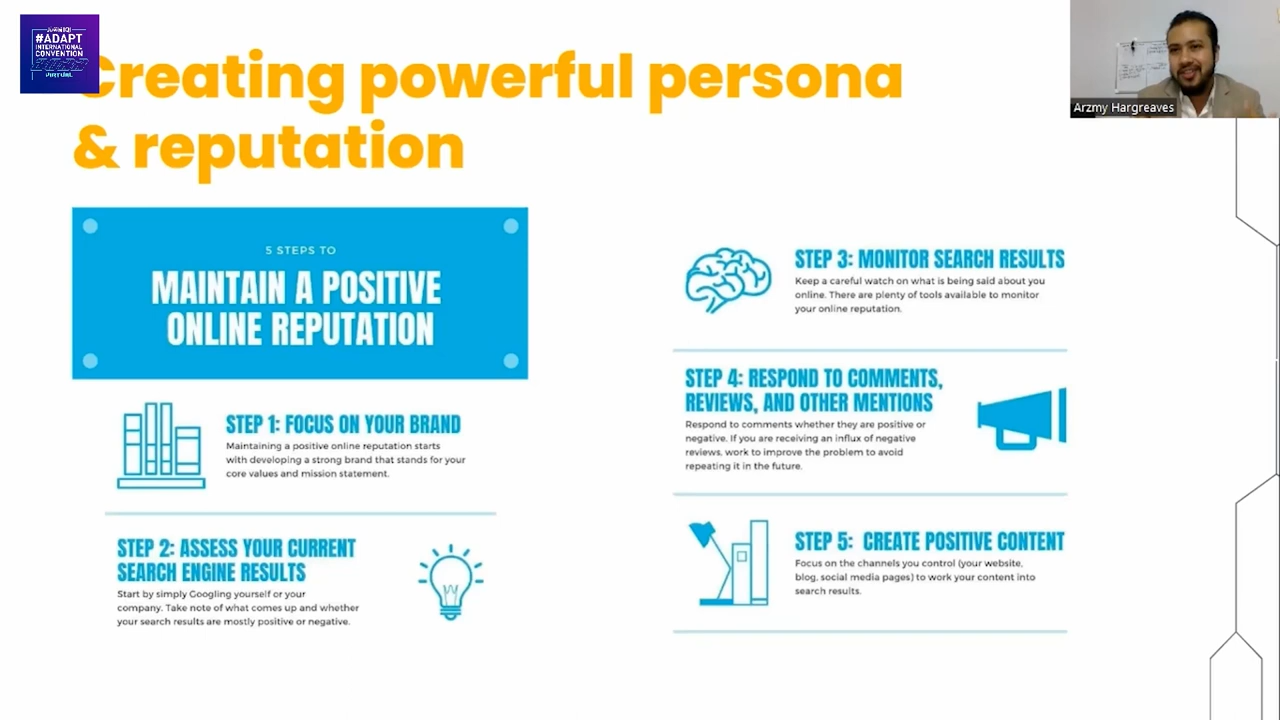 #ADAPT
INTERNATIONAL
CONVENTION
VIRTUAL
Creating powerful persona
& reputation
Arzmy Hargreaves
5 STEPS TO
MAINTAIN A POSITIVE
ONLINE REPUTATION
STEP 1: FOCUS ON YOUR BRAND
Maintaining a positive online reputation starts
with developing a strong brand that stands for your
core values and mission statement.
STEP 2: ASSESS YOUR CURRENT
SEARCH ENGINE RESULTS
Start by simply Googling yourself or your
company. Take note of what comes up and whether
your search results are mostly positive or negative.
STEP 3: MONITOR SEARCH RESULTS
Keep a careful watch on what is being said about you
online. There are plenty of tools available to monitor
your online reputation.
STEP 4: RESPOND TO COMMENTS,
REVIEWS, AND OTHER MENTIONS
Respond to comments whether they are positive or
negative. If you are receiving an influx of negative
reviews, work to improve the problem to avoid
repeating it in the future.
STEP 5: CREATE POSITIVE CONTENT
Focus on the channels you control (your website,
blog, social media pages) to work your content into
search results.